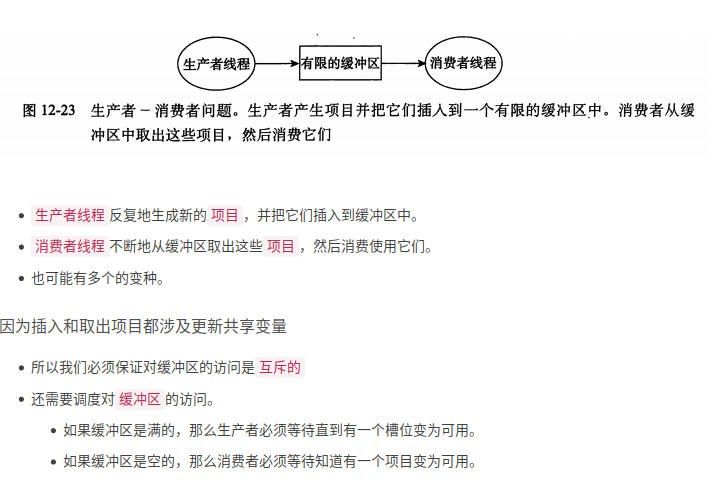 生产者线程 有限的缓冲区 消费者线程
图 12-23 生产者-消费者问题。生产者产生项目并把它们插入到一个有限的缓冲区中。消费者从缓
冲区中取出这些项目，然后消费它们
生产者线程 反复地生成新的 项目 ，并把它们插入到缓冲区中。
消费者线程 不断地从缓冲区取出这些 项目 ，然后消费使用它们。
也可能有多个的变种。
因为插入和取出项目都涉及更新共享变量
所以我们必须保证对缓冲区的访问是 互斥的
还需要调度对 缓冲区 的访问。
如果缓冲区是满的，那么生产者必须等待直到有一个槽位变为可用。
如果缓冲区是空的，那么消费者必须等待知道有一个项目变为可用。